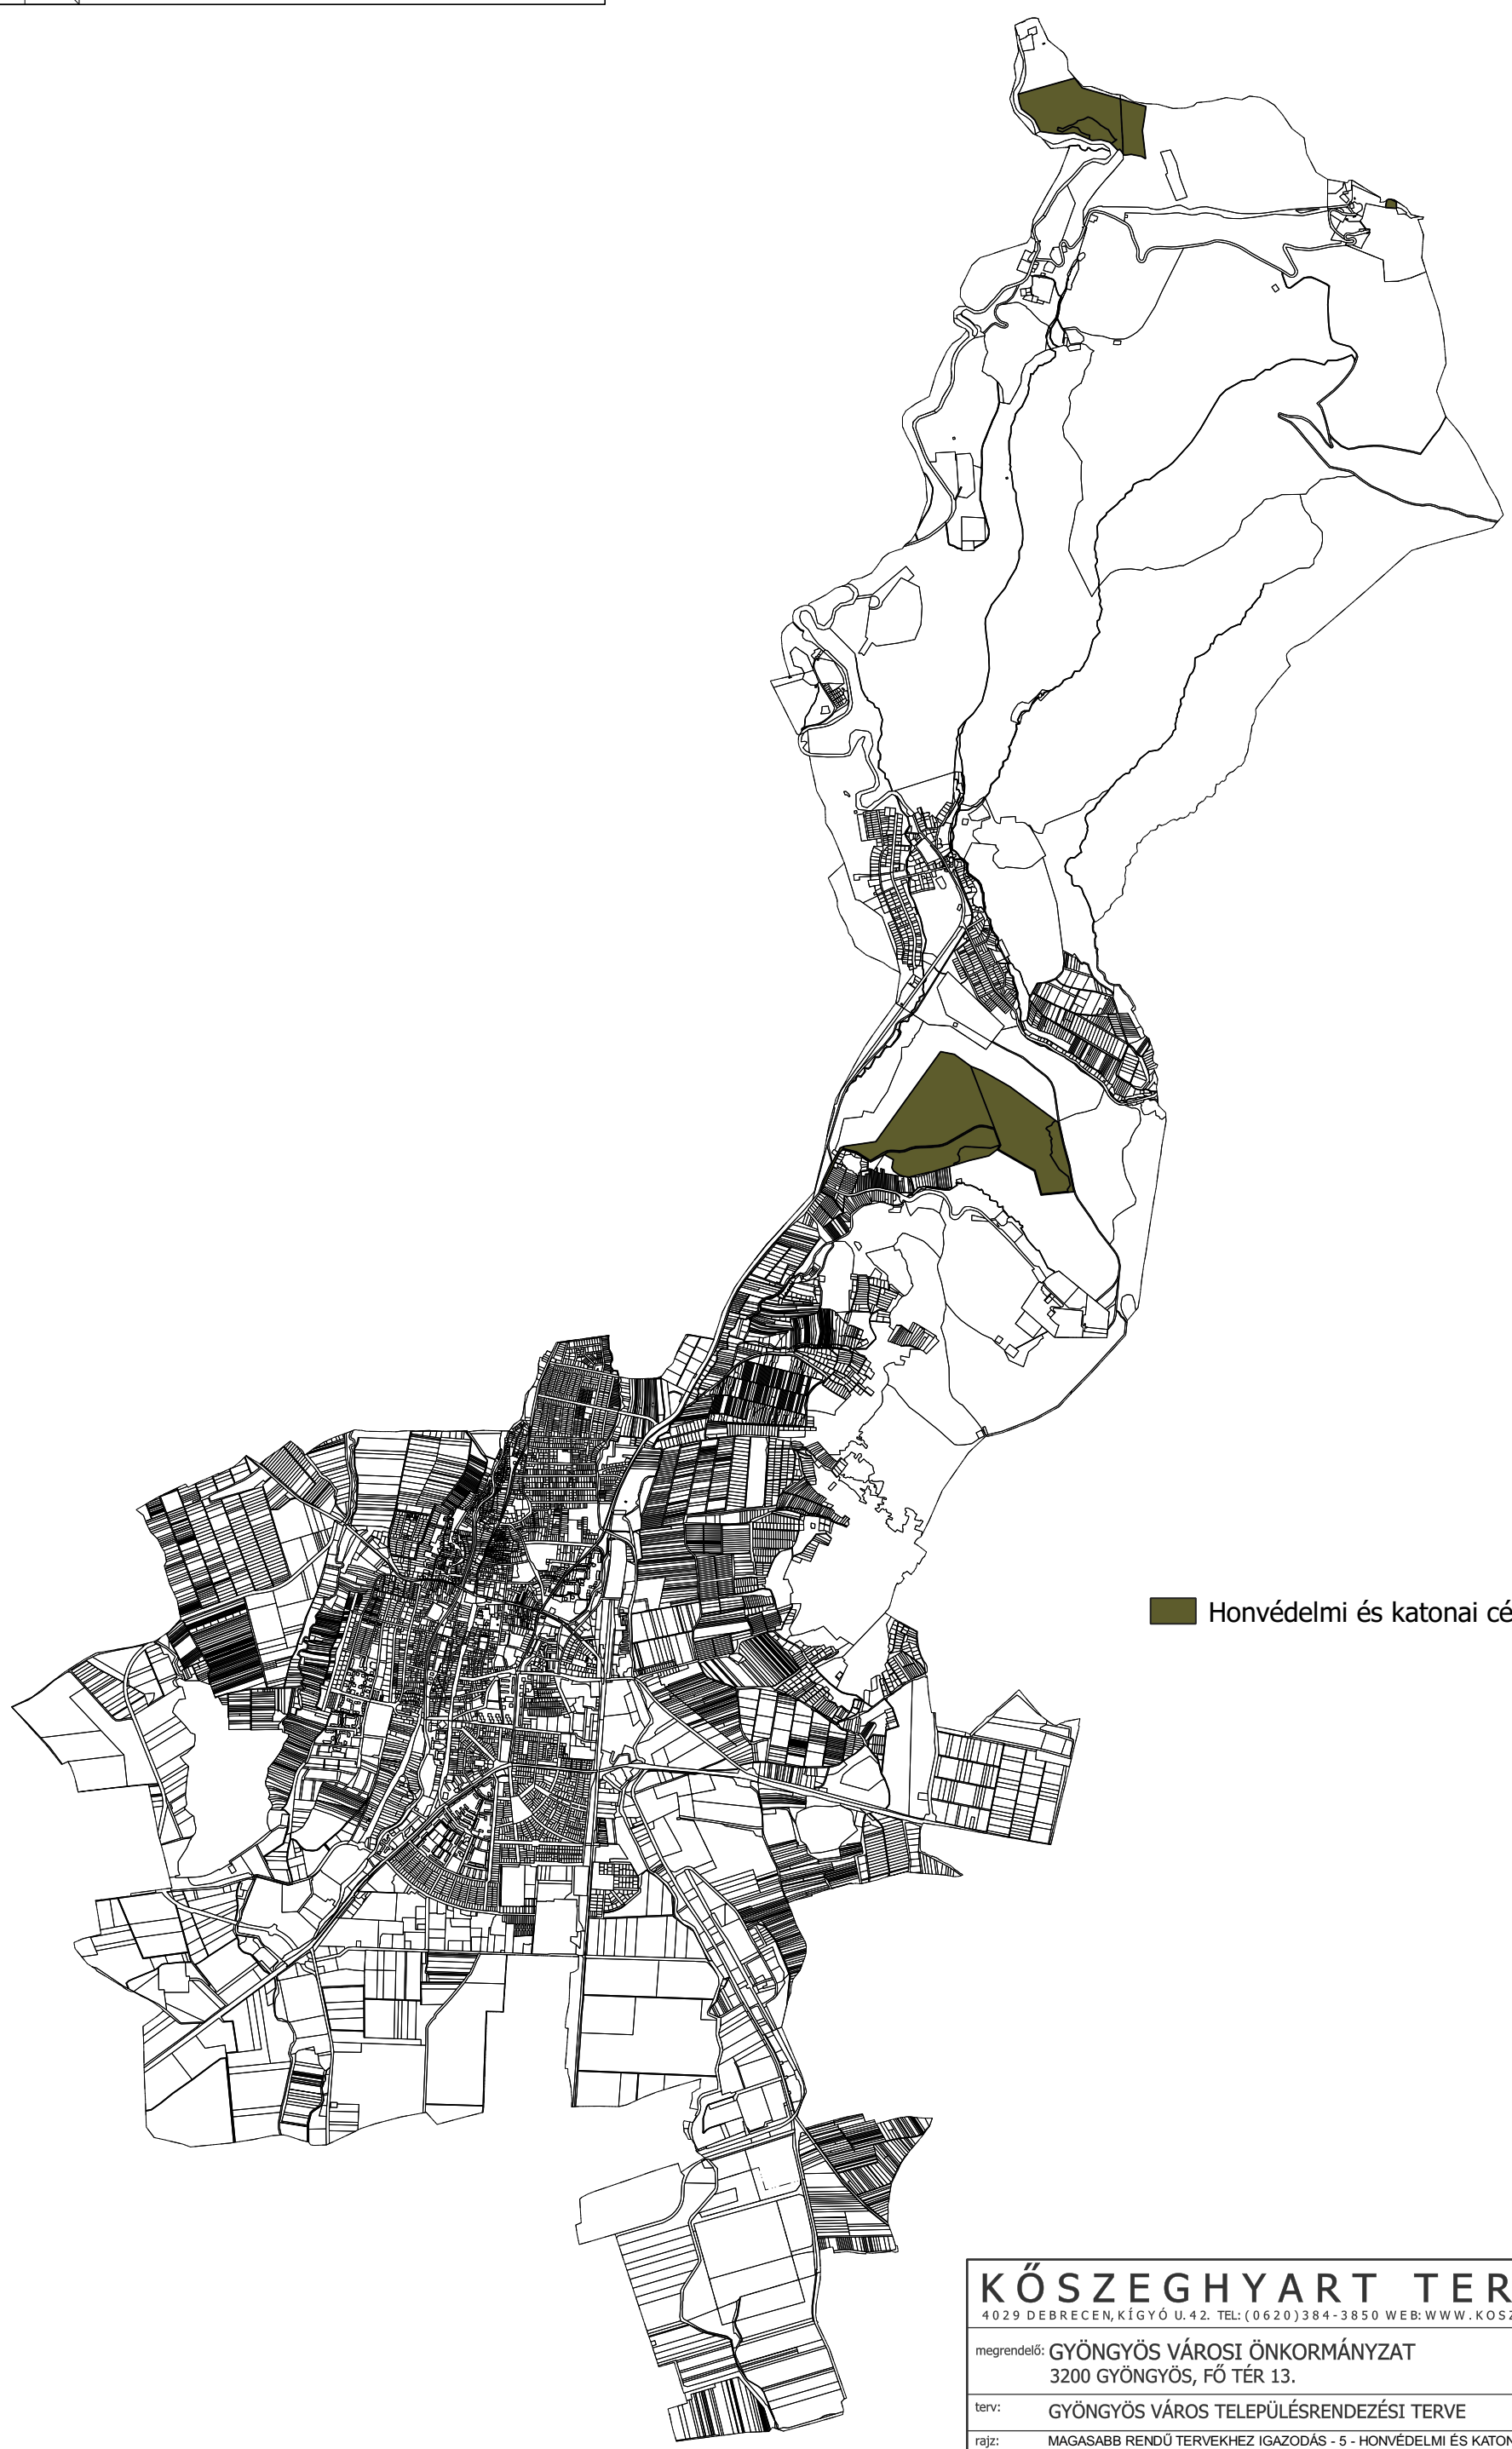 Honvédelmi és katonai cé
KŐSZEGHYART TER
4029 DEBRECEN, KÍGYÓ U. 42. TEL: (0620)384-3850 WEB: WWW.KOSZ
megrendelő: GYÖNGYÖS VÁROSI ÖNKORMÁNYZAT
3200 GYÖNGYÖS, FŐ TÉR 13.
terv: GYÖNGYÖS VÁROS TELEPÜLÉSRENDEZÉSI TERVE
rajz: MAGASABB RENDŰ TERVEKHEZ IGAZODÁS - 5 - HONVÉDELMI ÉS KATON